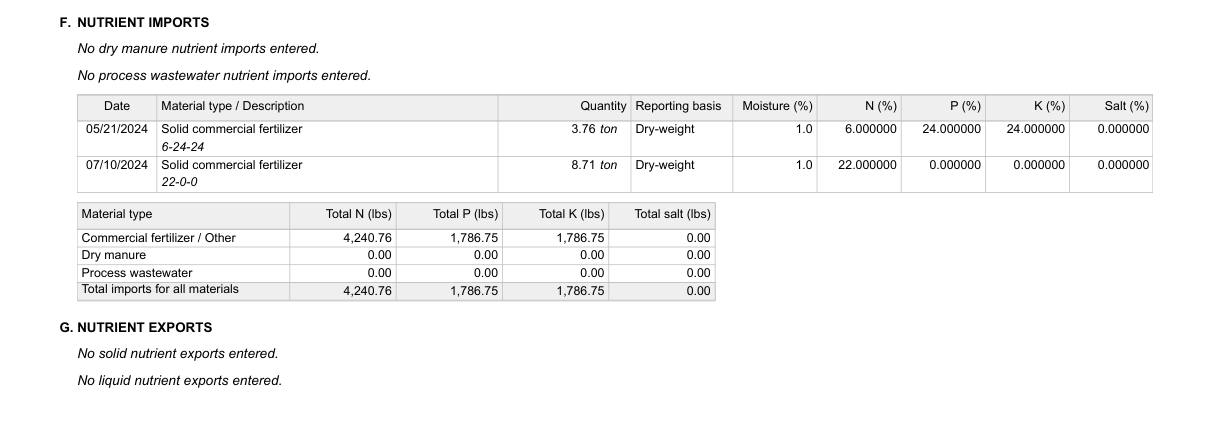 F. NUTRIENT IMPORTS
No dry manure nutrient imports entered.
No process wastewater nutrient imports entered.
Date Material type / Description Quantity Reporting basis Moisture (%) N (%) P (%) K (%) Salt (%)
05/21/2024 Solid commercial fertilizer 3.76 ton Dry-weight 1.0 6.000000 24.000000 24.000000 0.000000
6-24-24
07/10/2024 Solid commercial fertilizer 8.71 ton Dry-weight 1.0 22.000000 0.000000 0.000000 0.000000
22-0-0
Material type Total N (lbs) Total P (lbs) Total K (lbs) Total salt (lbs)
Commercial fertilizer / Other 4,240.76 1,786.75 1,786.75 0.00
Dry manure 0.00 0.00 0.00 0.00
Process wastewater 0.00 0.00 0.00 0.00
Total imports for all materials 4,240.76 1,786.75 1,786.75 0.00
G. NUTRIENT EXPORTS
No solid nutrient exports entered.
No liquid nutrient exports entered.